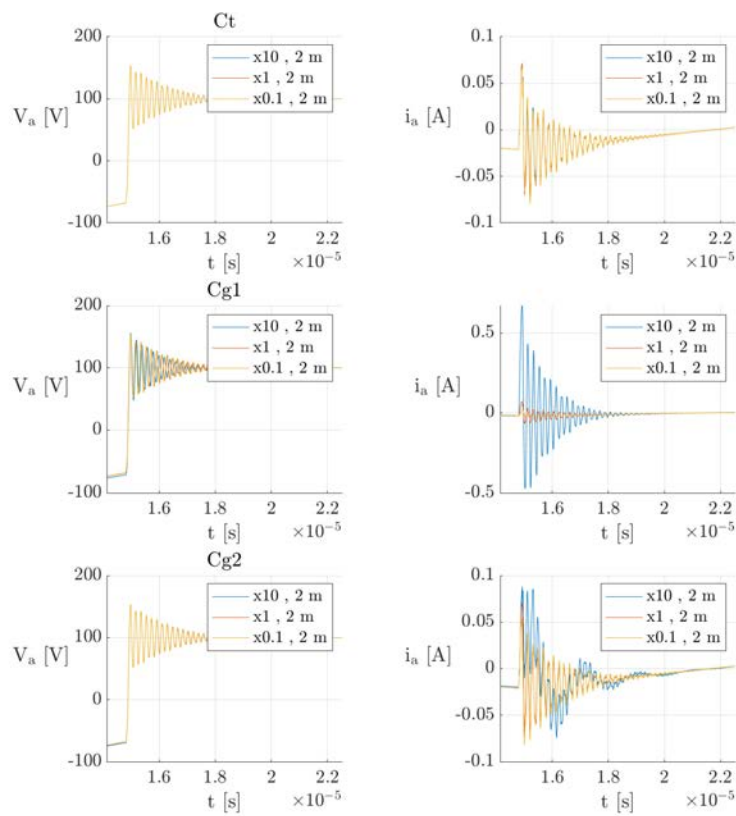 Ct
200
100
0
-100
V_a [V]
x10 , 2 m
x1 , 2 m
x0.1 , 2 m
1.6 1.8 2 2.2
t [s] ×10^-5
0.1
0.05
0
-0.05
-0.1
i_a [A]
x10 , 2 m
x1 , 2 m
x0.1 , 2 m
1.6 1.8 2 2.2
t [s] ×10^-5
Cg1
200
100
0
-100
V_a [V]
x10 , 2 m
x1 , 2 m
x0.1 , 2 m
1.6 1.8 2 2.2
t [s] ×10^-5
0.5
0
-0.5
i_a [A]
x10 , 2 m
x1 , 2 m
x0.1 , 2 m
1.6 1.8 2 2.2
t [s] ×10^-5
Cg2
200
100
0
-100
V_a [V]
x10 , 2 m
x1 , 2 m
x0.1 , 2 m
1.6 1.8 2 2.2
t [s] ×10^-5
0.1
0.05
0
-0.05
-0.1
i_a [A]
x10 , 2 m
x1 , 2 m
x0.1 , 2 m
1.6 1.8 2 2.2
t [s] ×10^-5